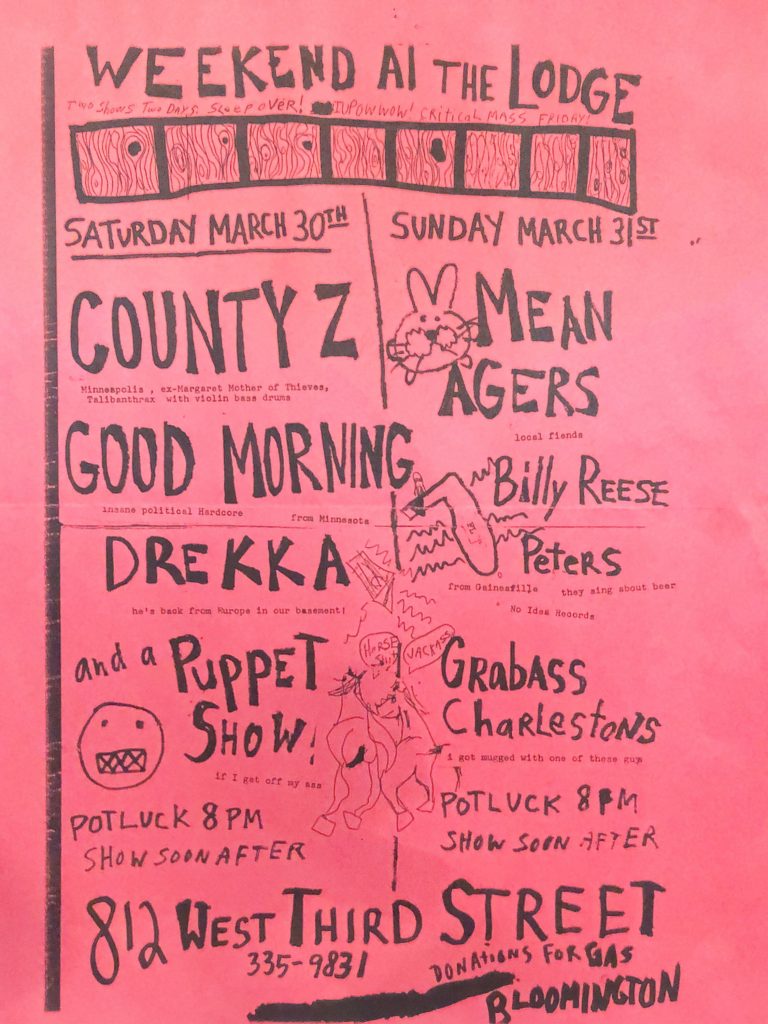 WEEKEND AT THE LODGE
Two Shows Two Days. Sleep over! IUPOWWOW! Critical MASS FRIDAY!
SATURDAY MARCH 30TH
COUNTY Z
Minneapolis , ex-Margaret Mother of Thieves,
Talibanthrax with violin bass drums
GOOD MORNING
insane political Hardcore from Minnesota
DREKKA
he's back from Europe in our basement!
and a PUPPET
SHOW!
if I get off my ass
POTLUCK 8 PM
SHOW SOON AFTER
SUNDAY MARCH 31ST
MEAN
AGERS
local fiends
Billy REESE
PETERS
from Gainesfille they sing about beer
No Idea Records
HORSE
JACKASS
GRABASS
CHARLESTONS
i got mugged with one of these guys
POTLUCK 8 PM
SHOW SOON AFTER
812 WEST THIRD STREET
335-9831
DONATIONS FOR GAS
BLOOMINGTON